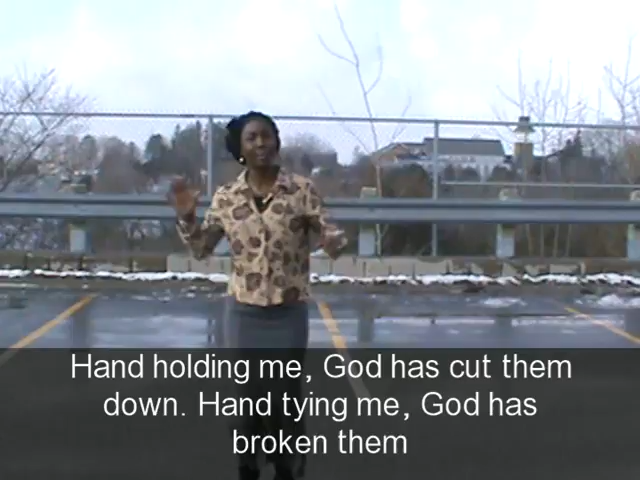 Hand holding me, God has cut them
down. Hand tying me, God has
broken them